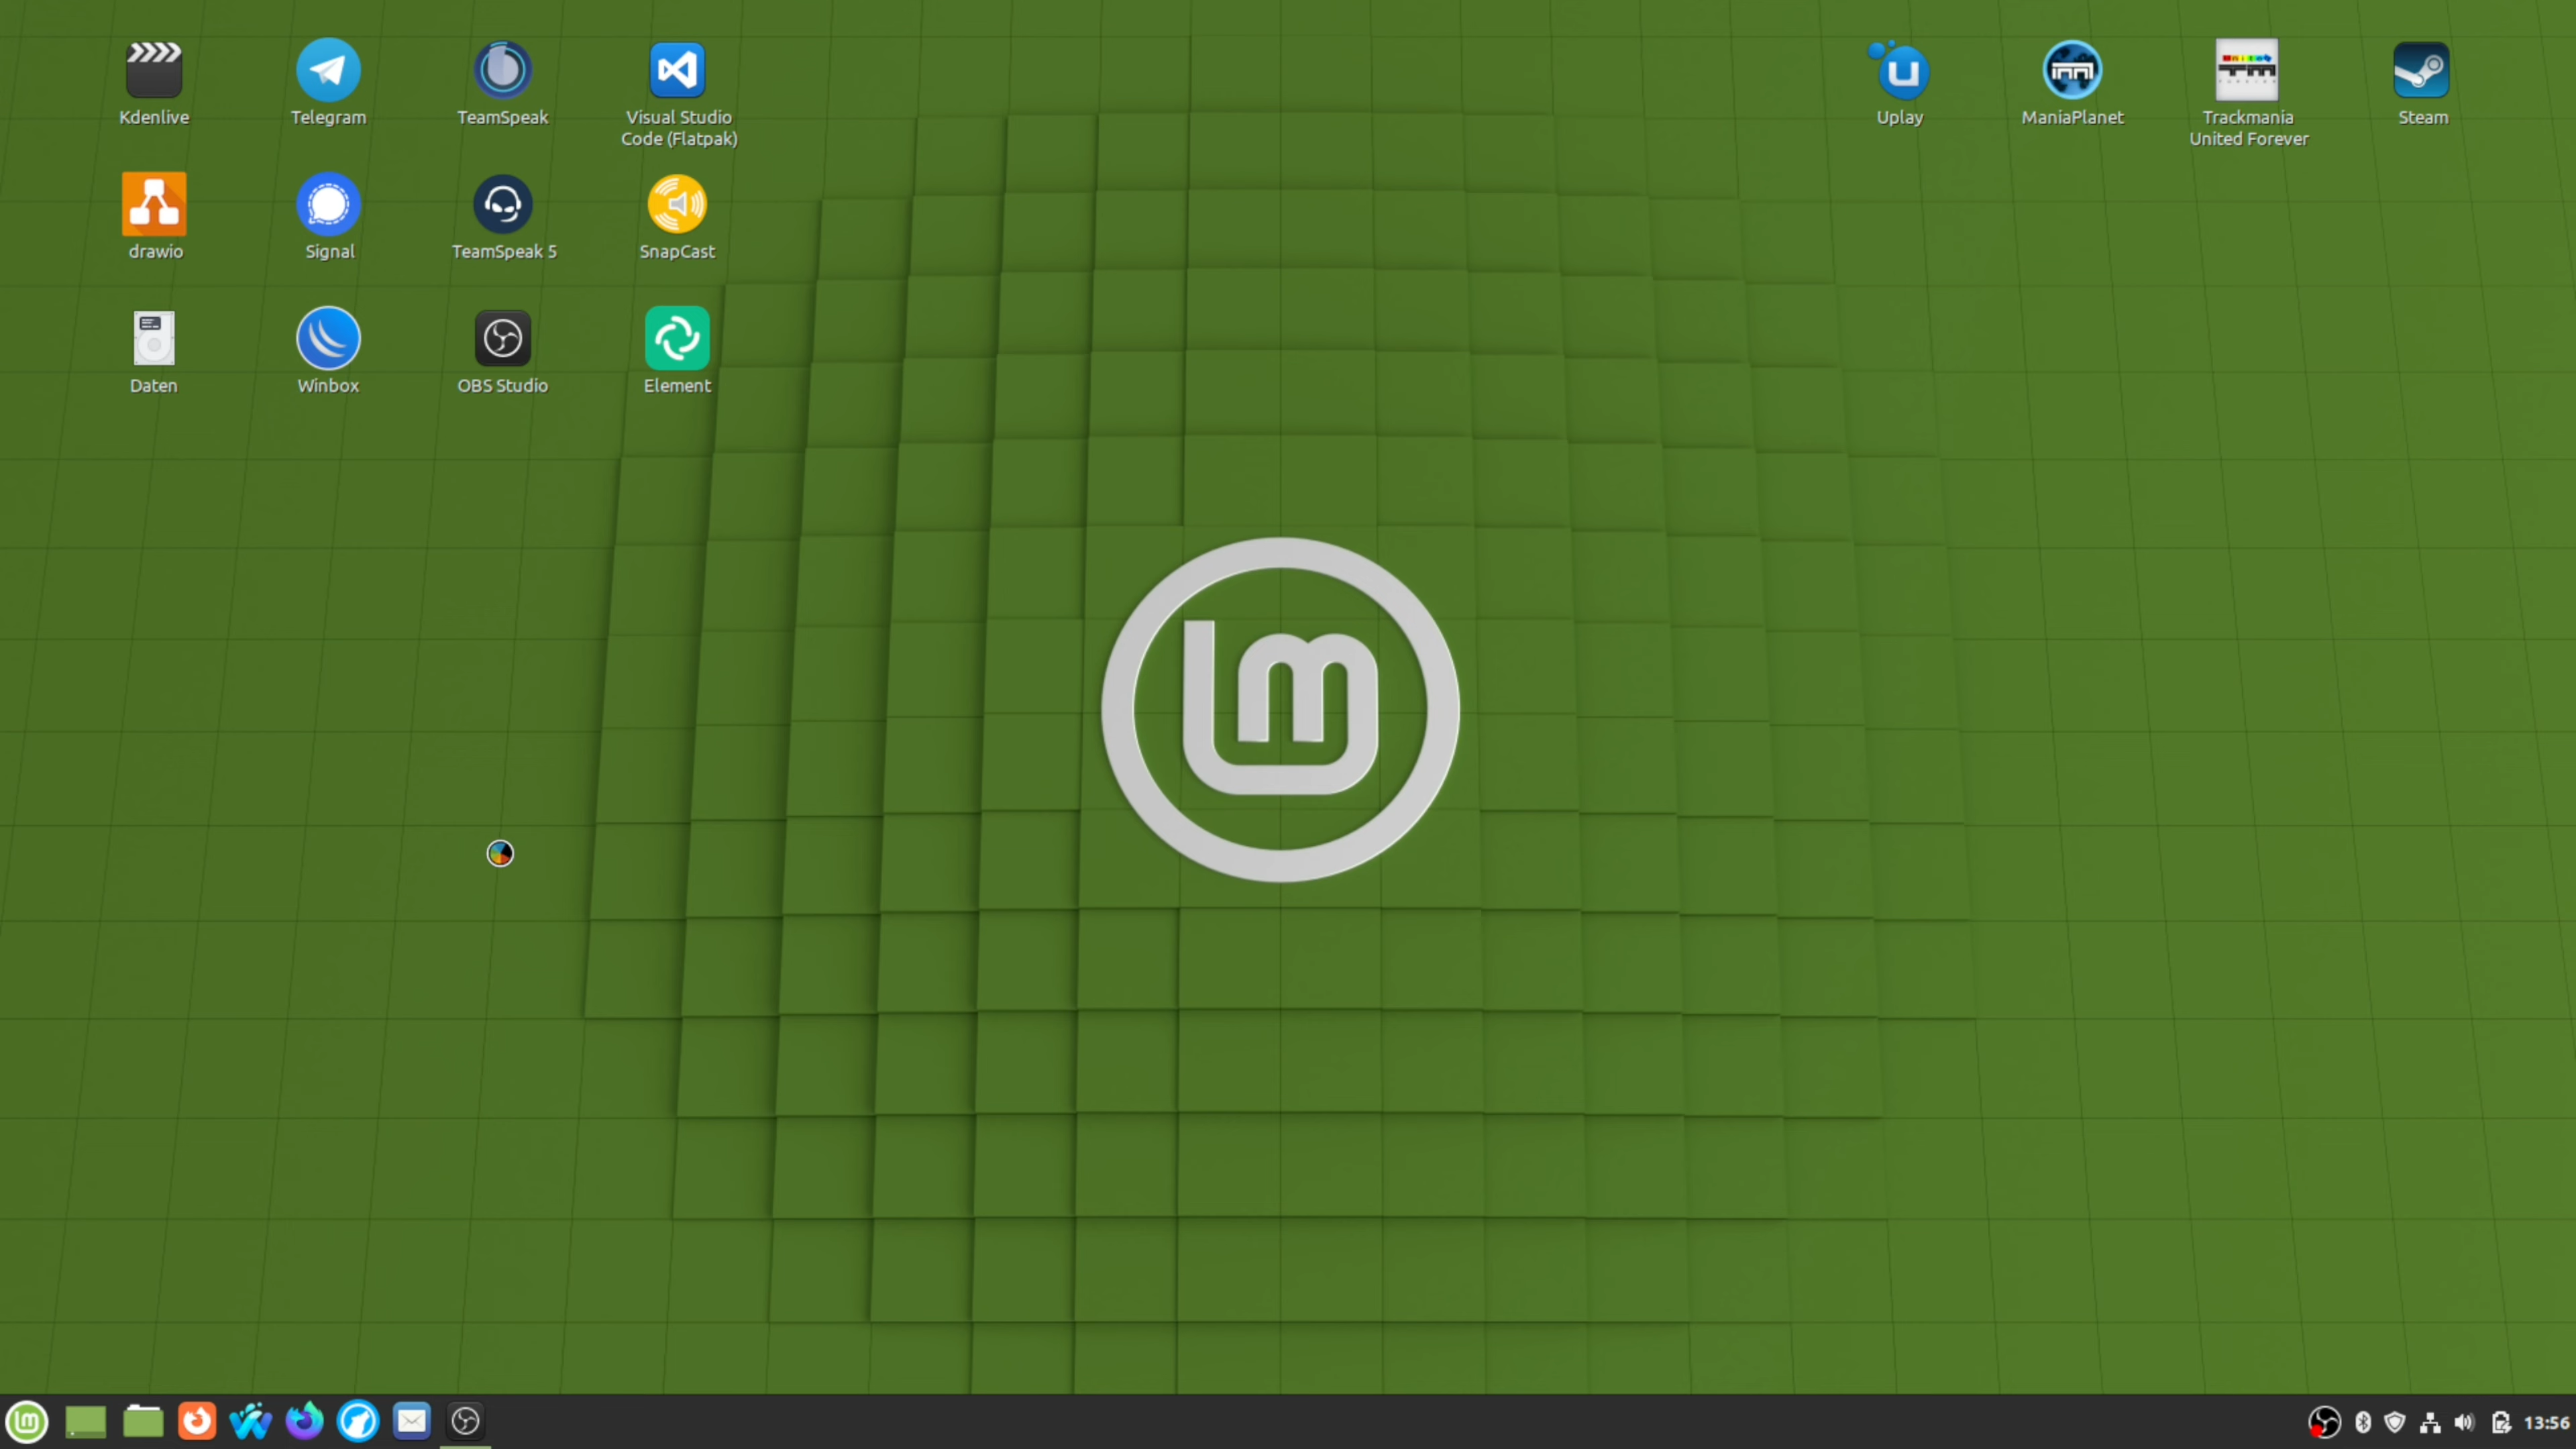 Kdenlive
Telegram
TeamSpeak
Visual Studio
Code (Flatpak)
Uplay
ManiaPlanet
Trackmania
United Forever
Steam
drawio
Signal
TeamSpeak 5
SnapCast
Daten
Winbox
OBS Studio
Element
13:56